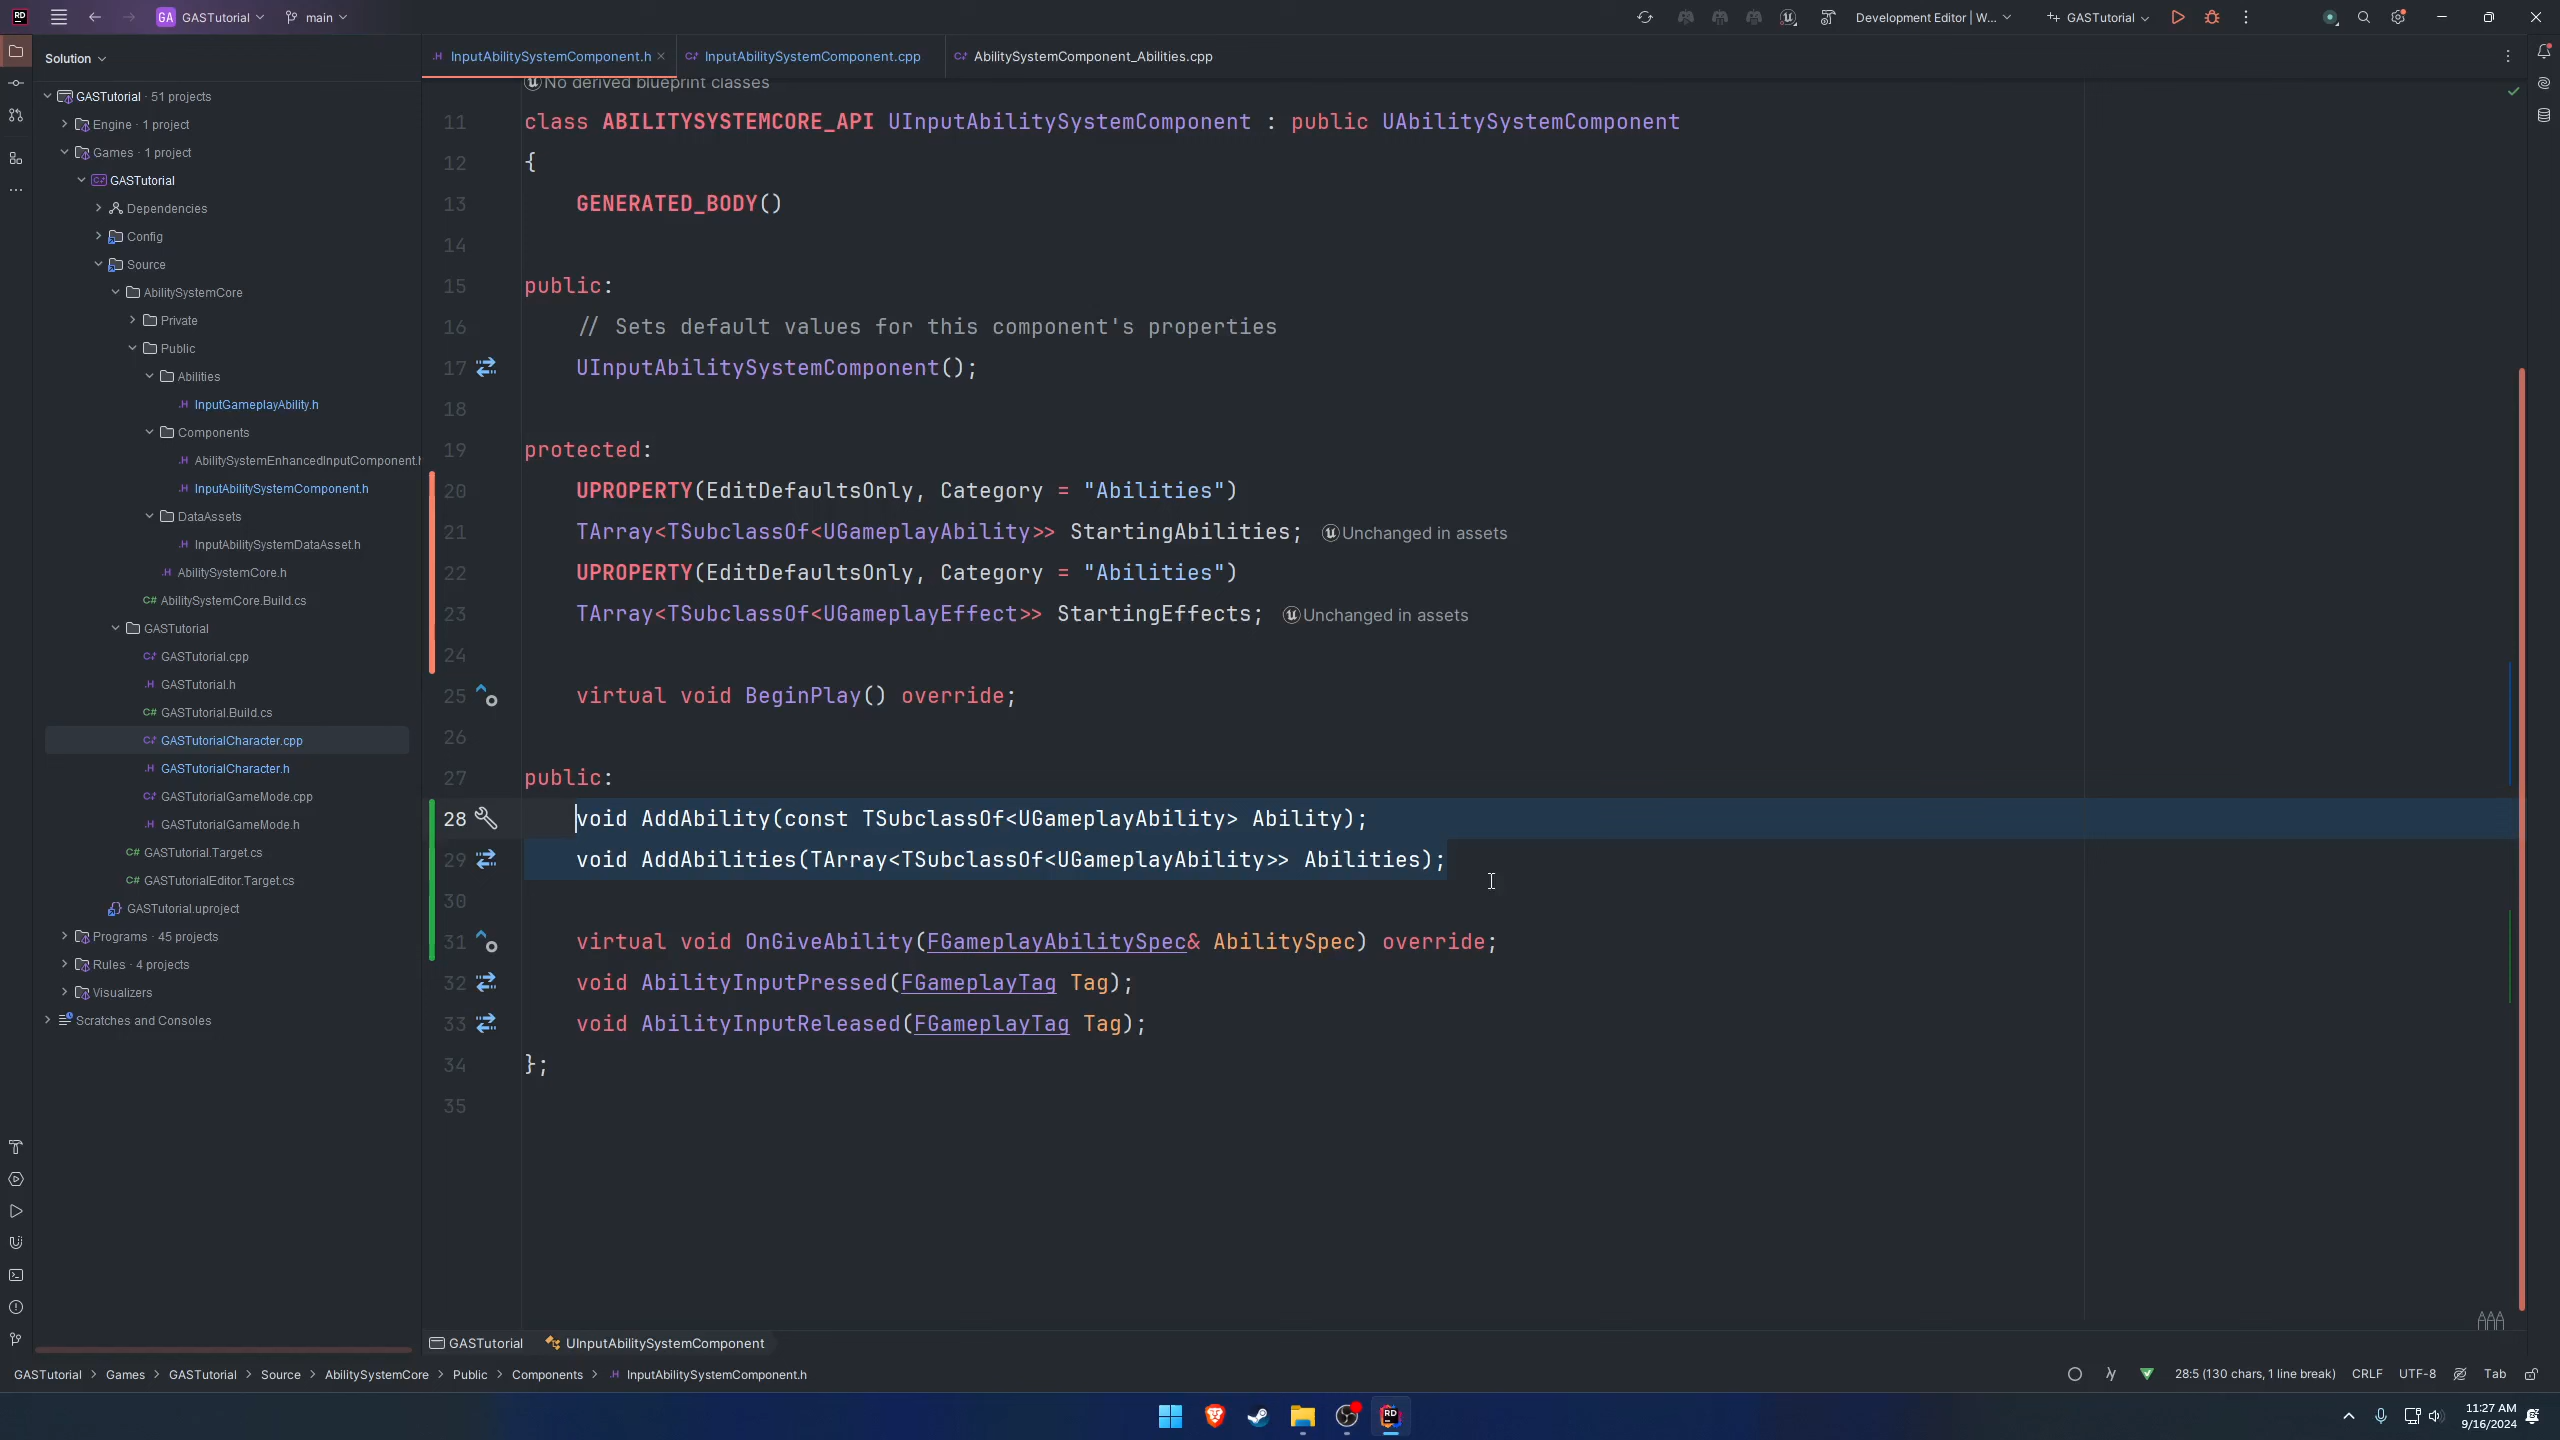 RD GA GASTutorial main Development Editor | W... GASTutorial
Solution
InputAbilitySystemComponent.h InputAbilitySystemComponent.cpp AbilitySystemComponent_Abilities.cpp
GASTutorial · 51 projects
Engine · 1 project
Games · 1 project
GASTutorial
Dependencies
Config
Source
AbilitySystemCore
Private
Public
Abilities
InputGameplayAbility.h
Components
AbilitySystemEnhancedInputComponent.h
InputAbilitySystemComponent.h
DataAssets
InputAbilitySystemDataAsset.h
AbilitySystemCore.h
AbilitySystemCore.Build.cs
GASTutorial
GASTutorial.cpp
GASTutorial.h
GASTutorial.Build.cs
GASTutorialCharacter.cpp
GASTutorialCharacter.h
GASTutorialGameMode.cpp
GASTutorialGameMode.h
GASTutorial.Target.cs
GASTutorialEditor.Target.cs
GASTutorial.uproject
Programs · 45 projects
Rules · 4 projects
Visualizers
Scratches and Consoles
No derived blueprint classes
11 class ABILITYSYSTEMCORE_API UInputAbilitySystemComponent : public UAbilitySystemComponent
12 {
13 GENERATED_BODY()
14
15 public:
16 // Sets default values for this component's properties
17 UInputAbilitySystemComponent();
18
19 protected:
20 UPROPERTY(EditDefaultsOnly, Category = "Abilities")
21 TArray<TSubclassOf<UGameplayAbility>> StartingAbilities; Unchanged in assets
22 UPROPERTY(EditDefaultsOnly, Category = "Abilities")
23 TArray<TSubclassOf<UGameplayEffect>> StartingEffects; Unchanged in assets
24
25 virtual void BeginPlay() override;
26
27 public:
28 void AddAbility(const TSubclassOf<UGameplayAbility> Ability);
29 void AddAbilities(TArray<TSubclassOf<UGameplayAbility>> Abilities);
30
31 virtual void OnGiveAbility(FGameplayAbilitySpec& AbilitySpec) override;
32 void AbilityInputPressed(FGameplayTag Tag);
33 void AbilityInputReleased(FGameplayTag Tag);
34 };
35
GASTutorial UInputAbilitySystemComponent
GASTutorial > Games > GASTutorial > Source > AbilitySystemCore > Public > Components > InputAbilitySystemComponent.h 28:5 (130 chars, 1 line break) CRLF UTF-8 Tab
11:27 AM
9/16/2024